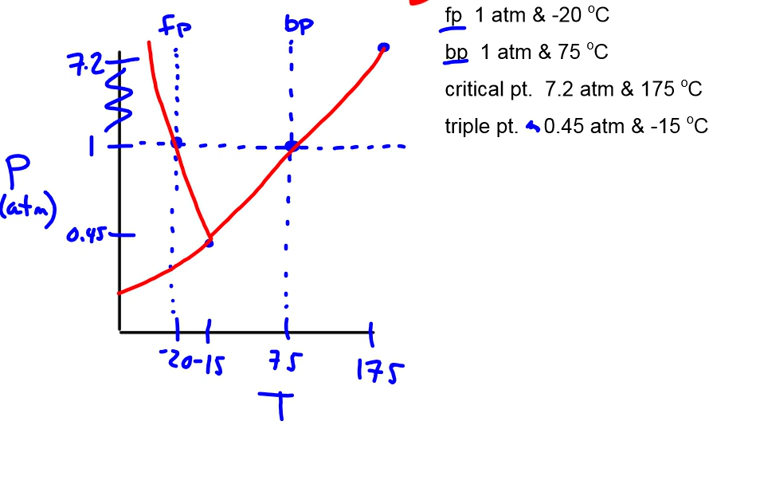 fp
bp
7.2
1
P
(atm)
0.45
-20 -15 75 175
T
fp 1 atm & -20 °C
bp 1 atm & 75 °C
critical pt. 7.2 atm & 175 °C
triple pt. 0.45 atm & -15 °C